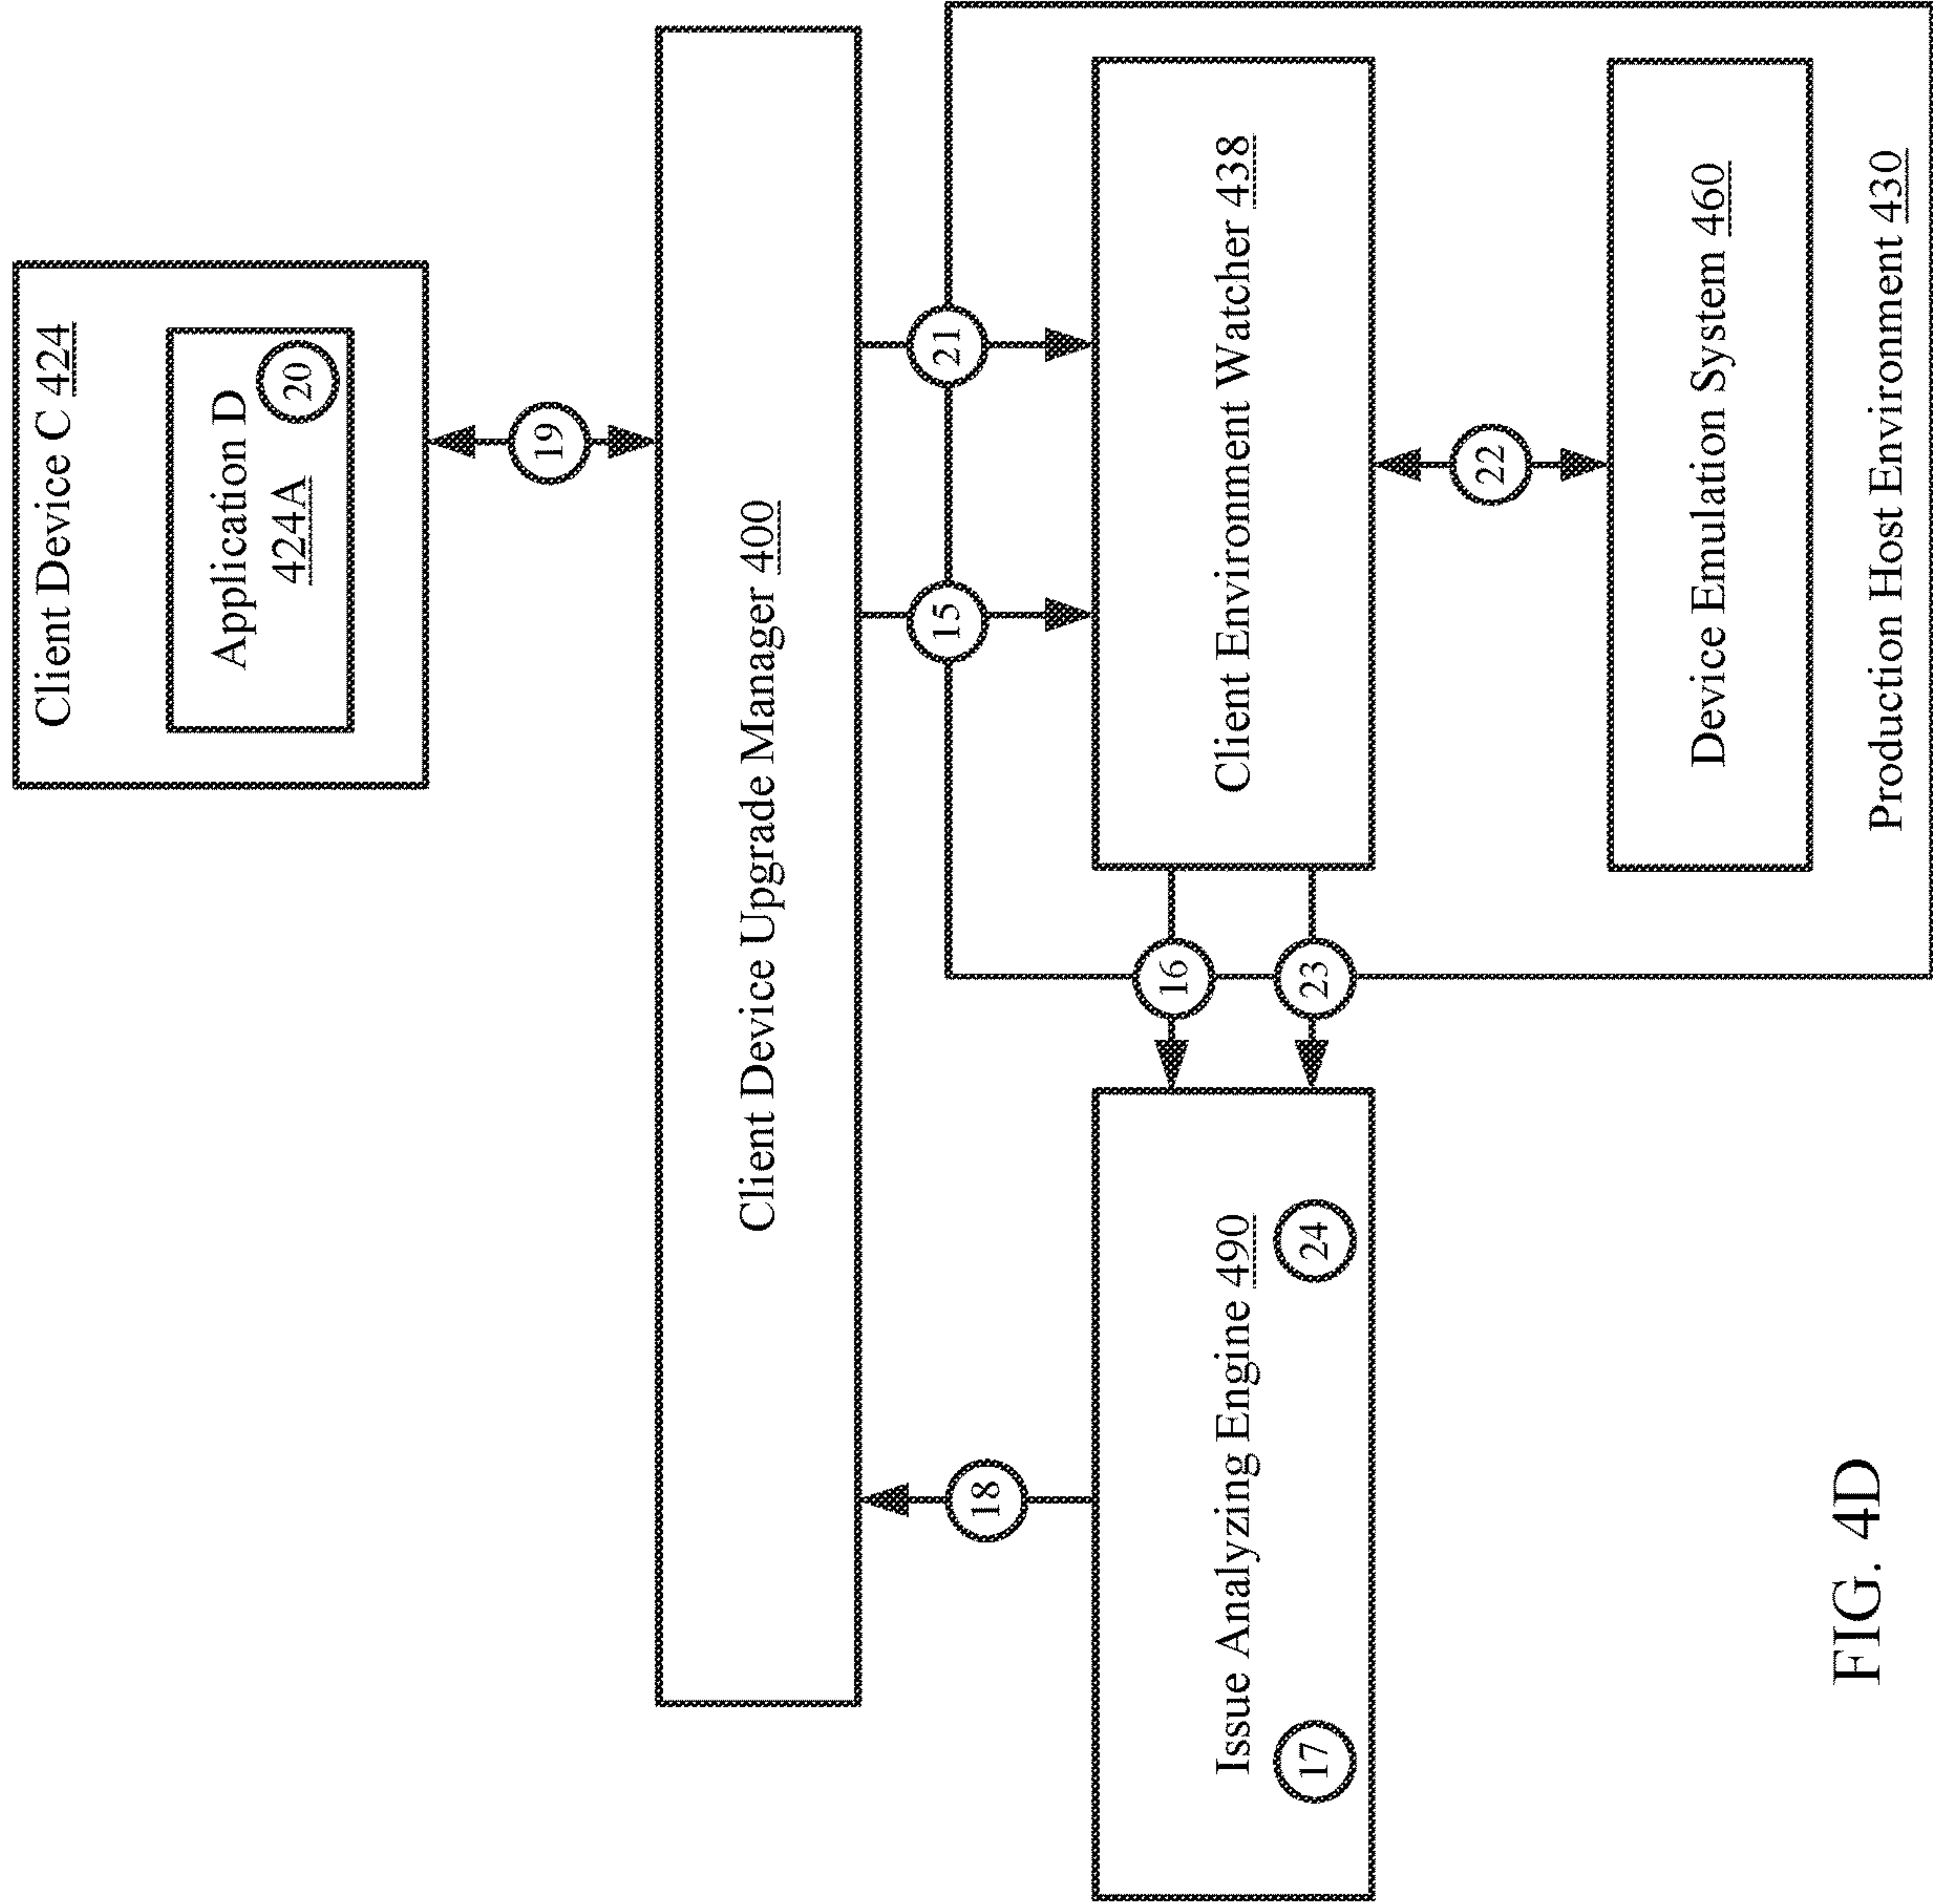 Client Device C 424
Application D
424A
20
19
Client Device Upgrade Manager 400
18
15
21
Issue Analyzing Engine 490
17
24
16
23
Client Environment Watcher 438
22
Device Emulation System 460
Production Host Environment 430
FIG. 4D